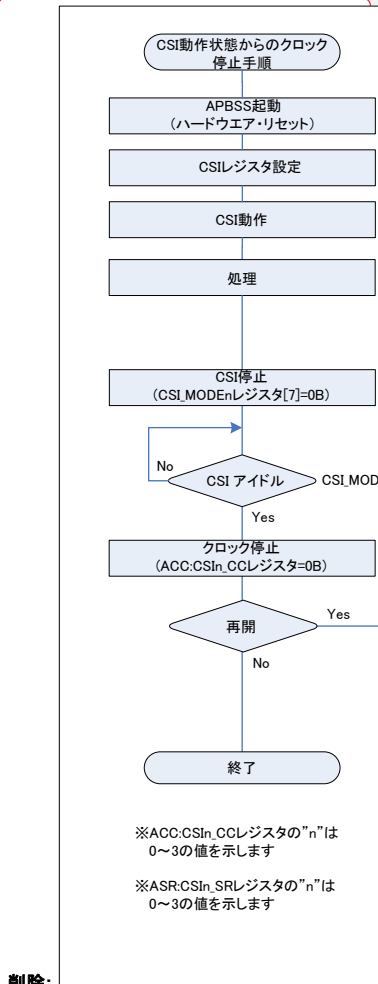 CSI動作状態からのクロック
停止手順
APBSS起動
(ハードウエア・リセット)
CSIレジスタ設定
CSI動作
処理
CSI停止
(CSI_MODEnレジスタ[7]=0B)
No
CSI アイドル
CSI_MOD
Yes
クロック停止
(ACC:CSIn_CCレジスタ=0B)
再開
Yes
No
終了
※ACC:CSIn_CCレジスタの”n”は
0～3の値を示します
※ASR:CSIn_SRレジスタの”n”は
0～3の値を示します
削除: